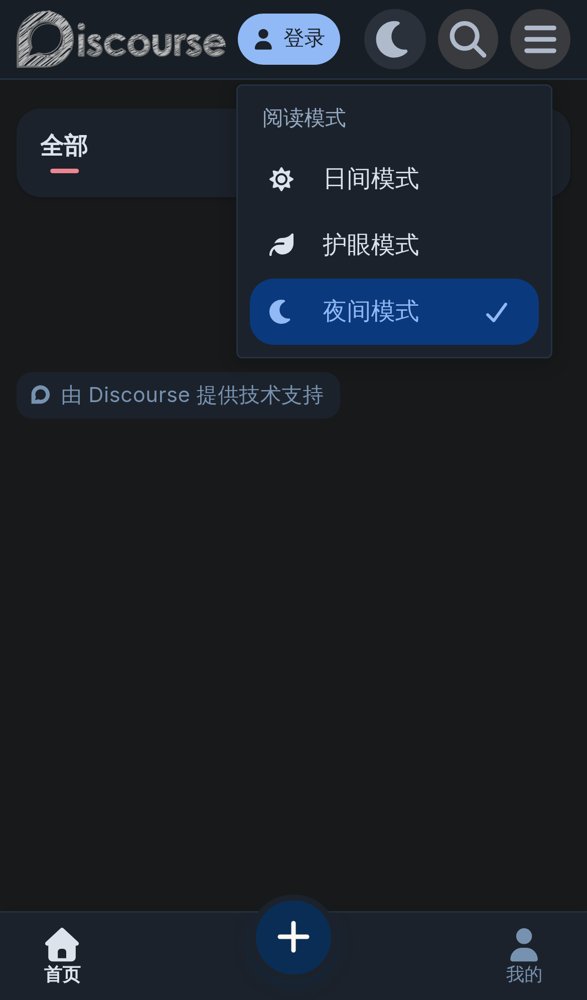 Discourse
登录
阅读模式
全部
日间模式
护眼模式
夜间模式
由 Discourse 提供技术支持
首页
我的